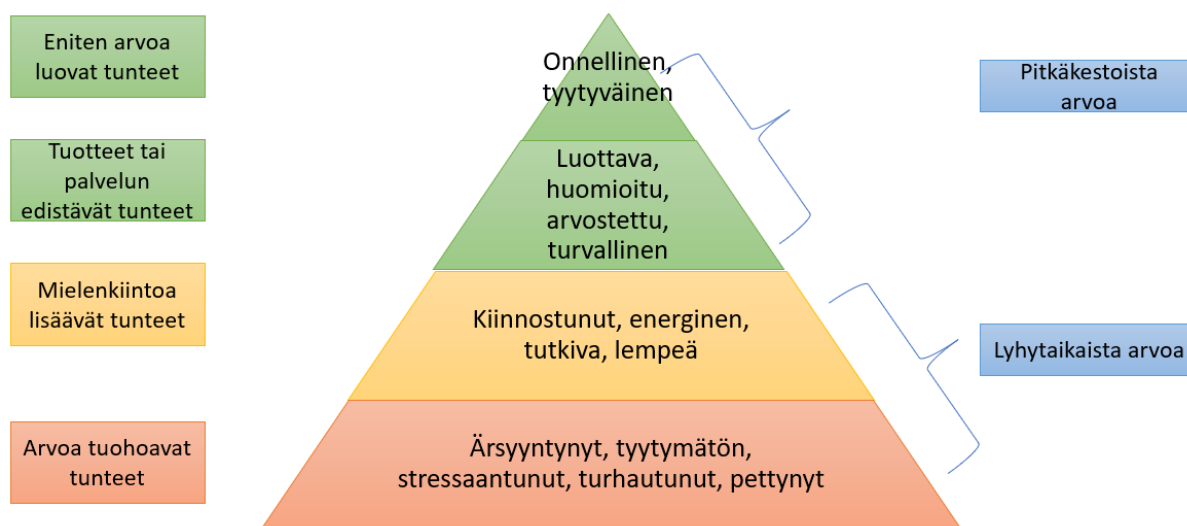 Eniten arvoa
luovat tunteet
Onnellinen,
tyytyväinen
Pitkäkestoista
arvoa
Tuotteet tai
palvelun
edistävät tunteet
Luottava,
huomioitu,
arvostettu,
turvallinen
Mielenkiintoa
lisäävät tunteet
Kiinnostunut, energinen,
tutkiva, lempeä
Lyhytaikaista arvoa
Arvoa tuohoavat
tunteet
Ärsyyntynyt, tyytymätön,
stressaantunut, turhautunut, pettynyt